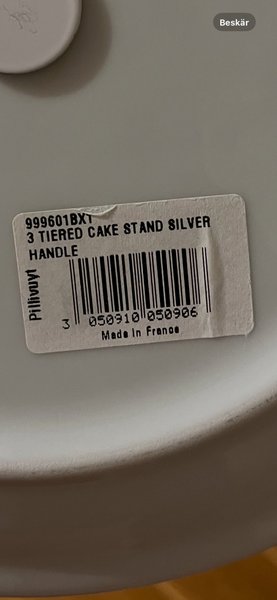 Beskär
999601BX1
3 TIERED CAKE STAND SILVER
HANDLE
Pillivuyt
3 050910 050906
Made in France